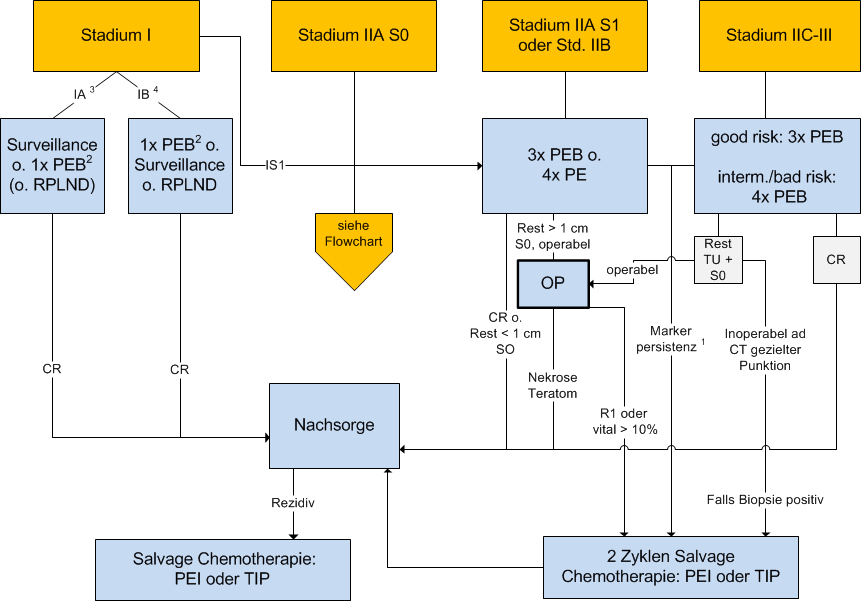 Stadium I
Stadium IIA S0
Stadium IIA S1
oder Std. IIB
Stadium IIC-III
IA 3
IB 4
Surveillance
o. 1x PEB2
(o. RPLND)
1x PEB2 o.
Surveillance
o. RPLND
IS1
3x PEB o.
4x PE
good risk: 3x PEB
interm./bad risk:
4x PEB
siehe
Flowchart
Rest > 1 cm
S0, operabel
OP
operabel
Rest
TU +
S0
CR
CR o.
Rest < 1 cm
SO
Marker
persistenz 1
Inoperabel ad
CT gezielter
Punktion
CR
CR
Nekrose
Teratom
R1 oder
vital > 10%
Nachsorge
Rezidiv
Falls Biopsie positiv
Salvage Chemotherapie:
PEI oder TIP
2 Zyklen Salvage
Chemotherapie: PEI oder TIP